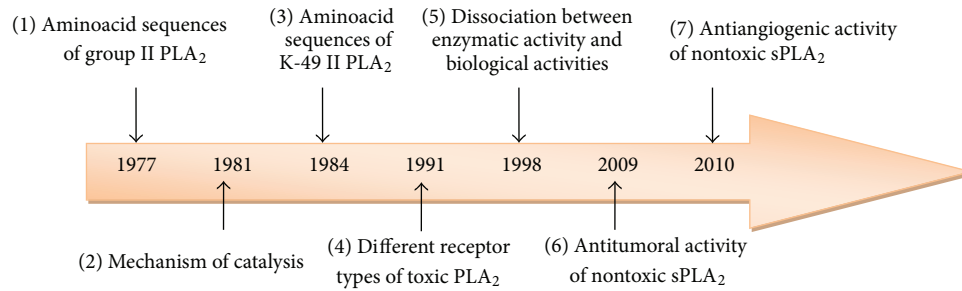 (1) Aminoacid sequences
of group II PLA₂
(3) Aminoacid
sequences of
K-49 II PLA₂
(5) Dissociation between
enzymatic activity and
biological activities
(7) Antiangiogenic activity
of nontoxic sPLA₂
1977 1981 1984 1991 1998 2009 2010
(2) Mechanism of catalysis
(4) Different receptor
types of toxic PLA₂
(6) Antitumoral activity
of nontoxic sPLA₂